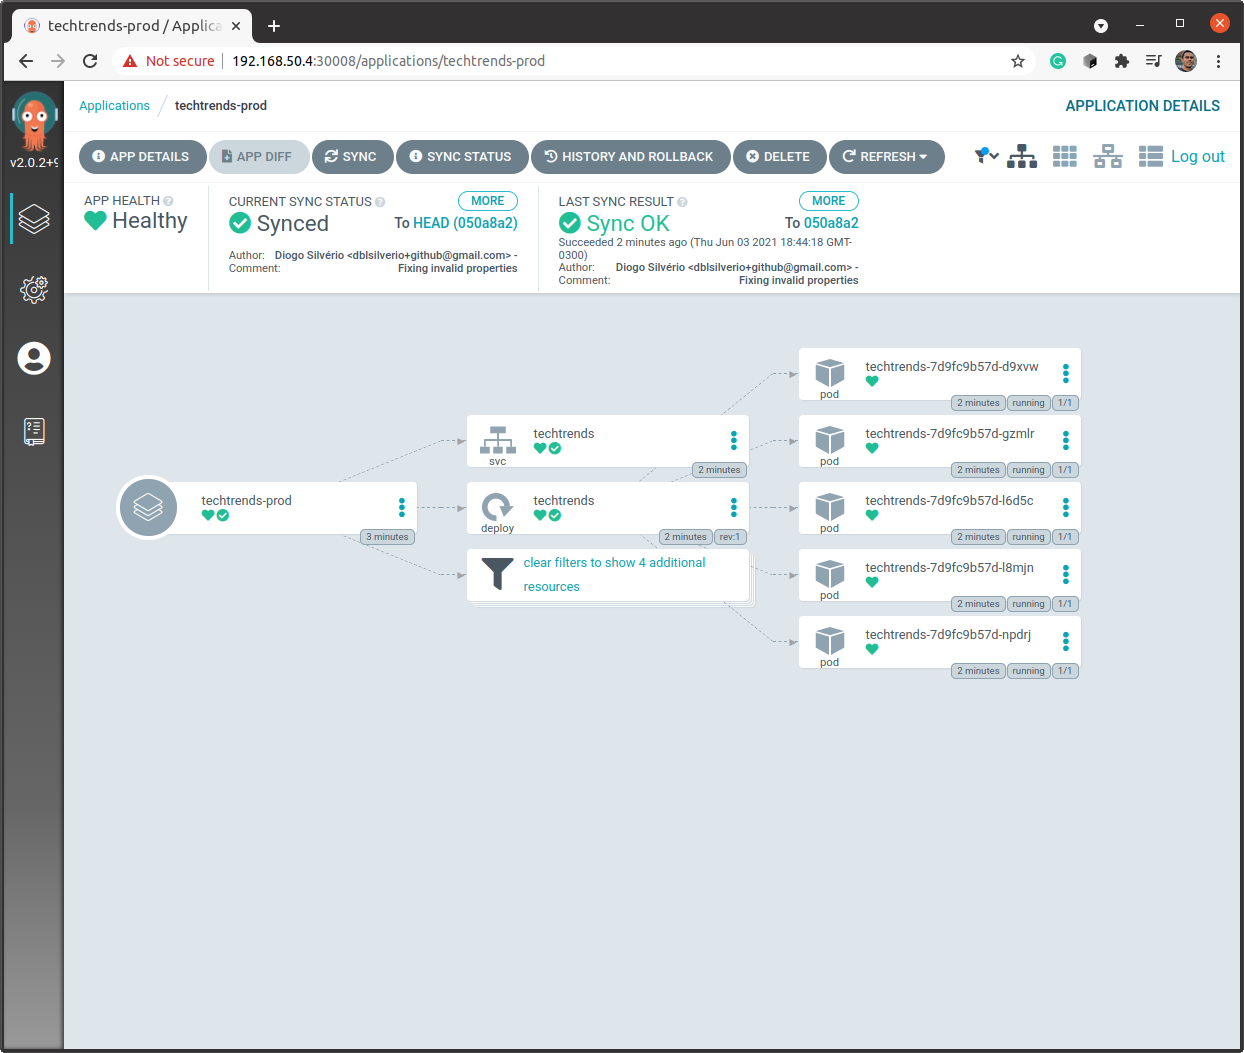 techtrends-prod / Applica
Not secure
192.168.50.4:30008/applications/techtrends-prod
v2.0.2+9
Applications
techtrends-prod
APPLICATION DETAILS
APP DETAILS
APP DIFF
SYNC
SYNC STATUS
HISTORY AND ROLLBACK
DELETE
REFRESH
Log out
APP HEALTH
Healthy
CURRENT SYNC STATUS
MORE
Synced
To HEAD (050a8a2)
Author: Diogo Silvério <dblsilverio+github@gmail.com> -
Comment: Fixing invalid properties
LAST SYNC RESULT
MORE
Sync OK
To 050a8a2
Succeeded 2 minutes ago (Thu Jun 03 2021 18:44:18 GMT-
0300)
Author: Diogo Silvério <dblsilverio+github@gmail.com> -
Comment: Fixing invalid properties
techtrends-prod
3 minutes
techtrends
svc
2 minutes
techtrends
deploy
2 minutes
rev:1
clear filters to show 4 additional
resources
techtrends-7d9fc9b57d-d9xvw
pod
2 minutes
running
1/1
techtrends-7d9fc9b57d-gzmlr
pod
2 minutes
running
1/1
techtrends-7d9fc9b57d-l6d5c
pod
2 minutes
running
1/1
techtrends-7d9fc9b57d-l8mjn
pod
2 minutes
running
1/1
techtrends-7d9fc9b57d-npdrj
pod
2 minutes
running
1/1